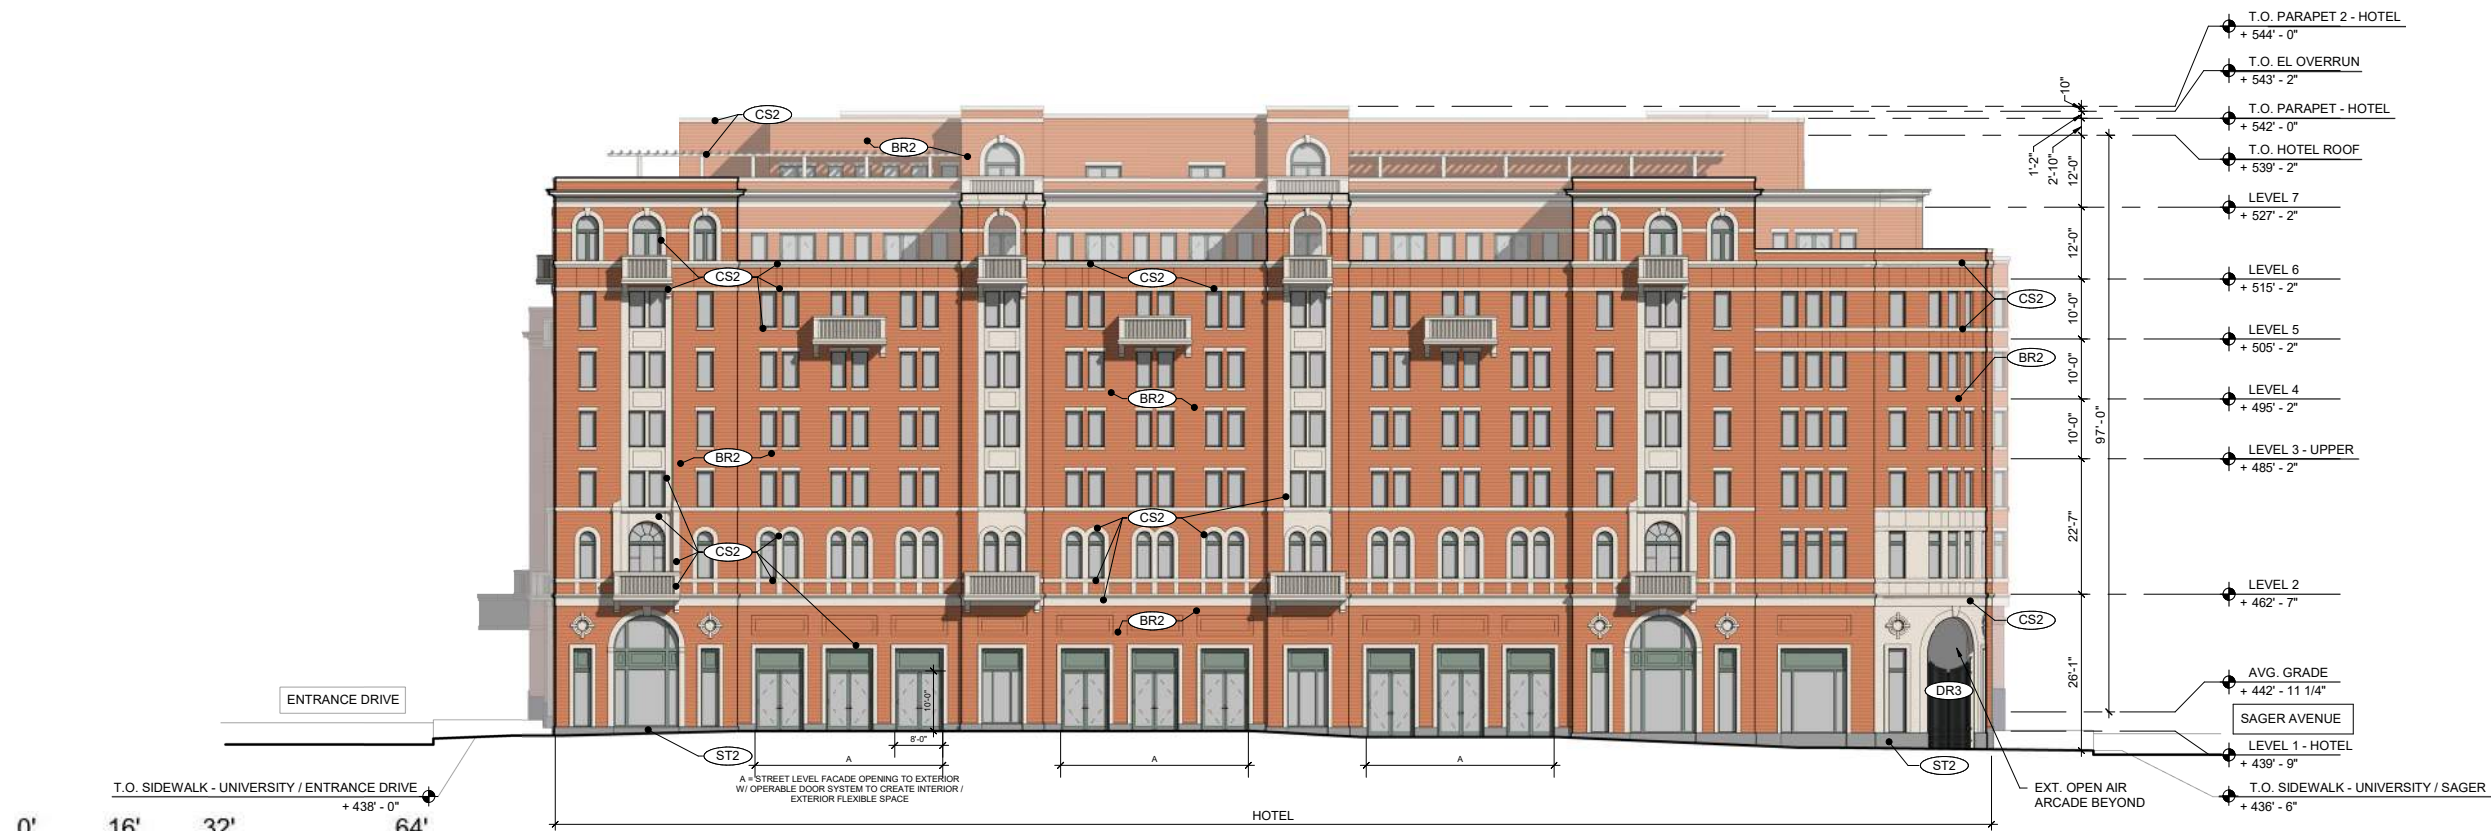 T.O. PARAPET 2 - HOTEL
+ 544' - 0"
T.O. EL OVERRUN
+ 543' - 2"
T.O. PARAPET - HOTEL
+ 542' - 0"
T.O. HOTEL ROOF
+ 539' - 2"
LEVEL 7
+ 527' - 2"
LEVEL 6
+ 515' - 2"
LEVEL 5
+ 505' - 2"
LEVEL 4
+ 495' - 2"
LEVEL 3 - UPPER
+ 485' - 2"
LEVEL 2
+ 462' - 7"
AVG. GRADE
+ 442' - 11 1/4"
SAGER AVENUE
LEVEL 1 - HOTEL
+ 439' - 9"
T.O. SIDEWALK - UNIVERSITY / SAGER
+ 436' - 6"
10"
1'-2"
2'-10"
12'-0"
12'-0"
10'-0"
10'-0"
10'-0"
97'-0"
22'-7"
26'-1"
CS2
BR2
CS2
CS2
CS2
BR2
BR2
BR2
CS2
CS2
BR2
CS2
DR3
10'-0"
8'-0"
ENTRANCE DRIVE
ST2
ST2
A
A
A
A = STREET LEVEL FACADE OPENING TO EXTERIOR
W/ OPERABLE DOOR SYSTEM TO CREATE INTERIOR /
EXTERIOR FLEXIBLE SPACE
EXT. OPEN AIR
ARCADE BEYOND
T.O. SIDEWALK - UNIVERSITY / ENTRANCE DRIVE
+ 438' - 0"
HOTEL
0' 16' 32' 64'